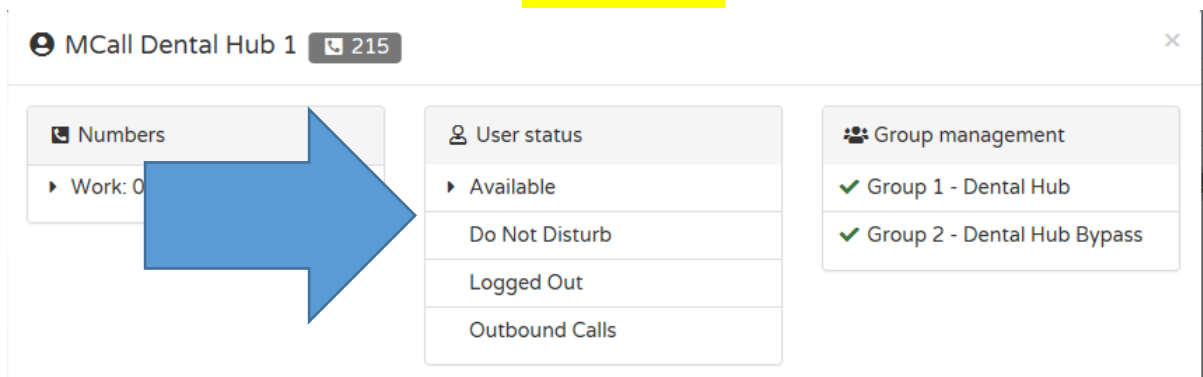 MCall Dental Hub 1 215
Numbers
Work: 0
User status
Available
Do Not Disturb
Logged Out
Outbound Calls
Group management
Group 1 - Dental Hub
Group 2 - Dental Hub Bypass